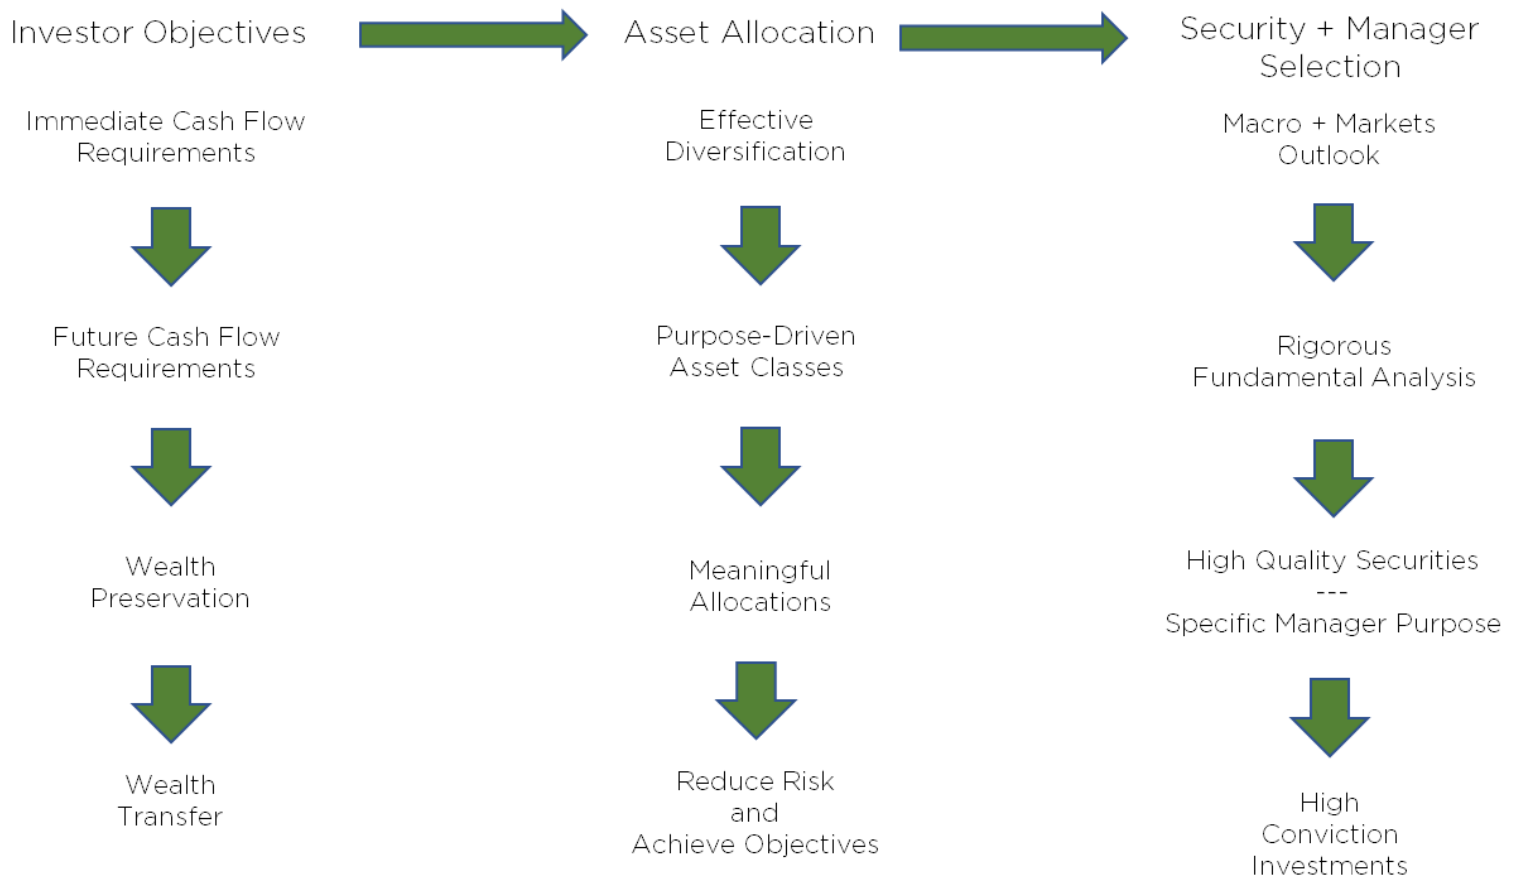 Investor Objectives
Asset Allocation
Security + Manager
Selection
Immediate Cash Flow
Requirements
Effective
Diversification
Macro + Markets
Outlook
Future Cash Flow
Requirements
Purpose-Driven
Asset Classes
Rigorous
Fundamental Analysis
Wealth
Preservation
Meaningful
Allocations
High Quality Securities
---
Specific Manager Purpose
Wealth
Transfer
Reduce Risk
and
Achieve Objectives
High
Conviction
Investments